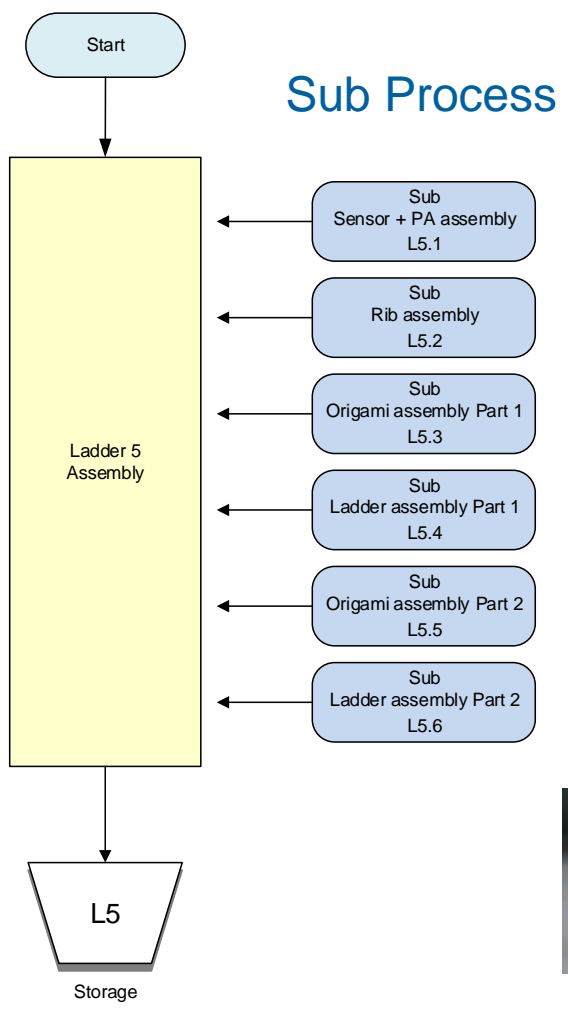 Start
Sub Process
Sub
Sensor + PA assembly
L5.1
Sub
Rib assembly
L5.2
Sub
Origami assembly Part 1
L5.3
Ladder 5
Assembly
Sub
Ladder assembly Part 1
L5.4
Sub
Origami assembly Part 2
L5.5
Sub
Ladder assembly Part 2
L5.6
L5
Storage